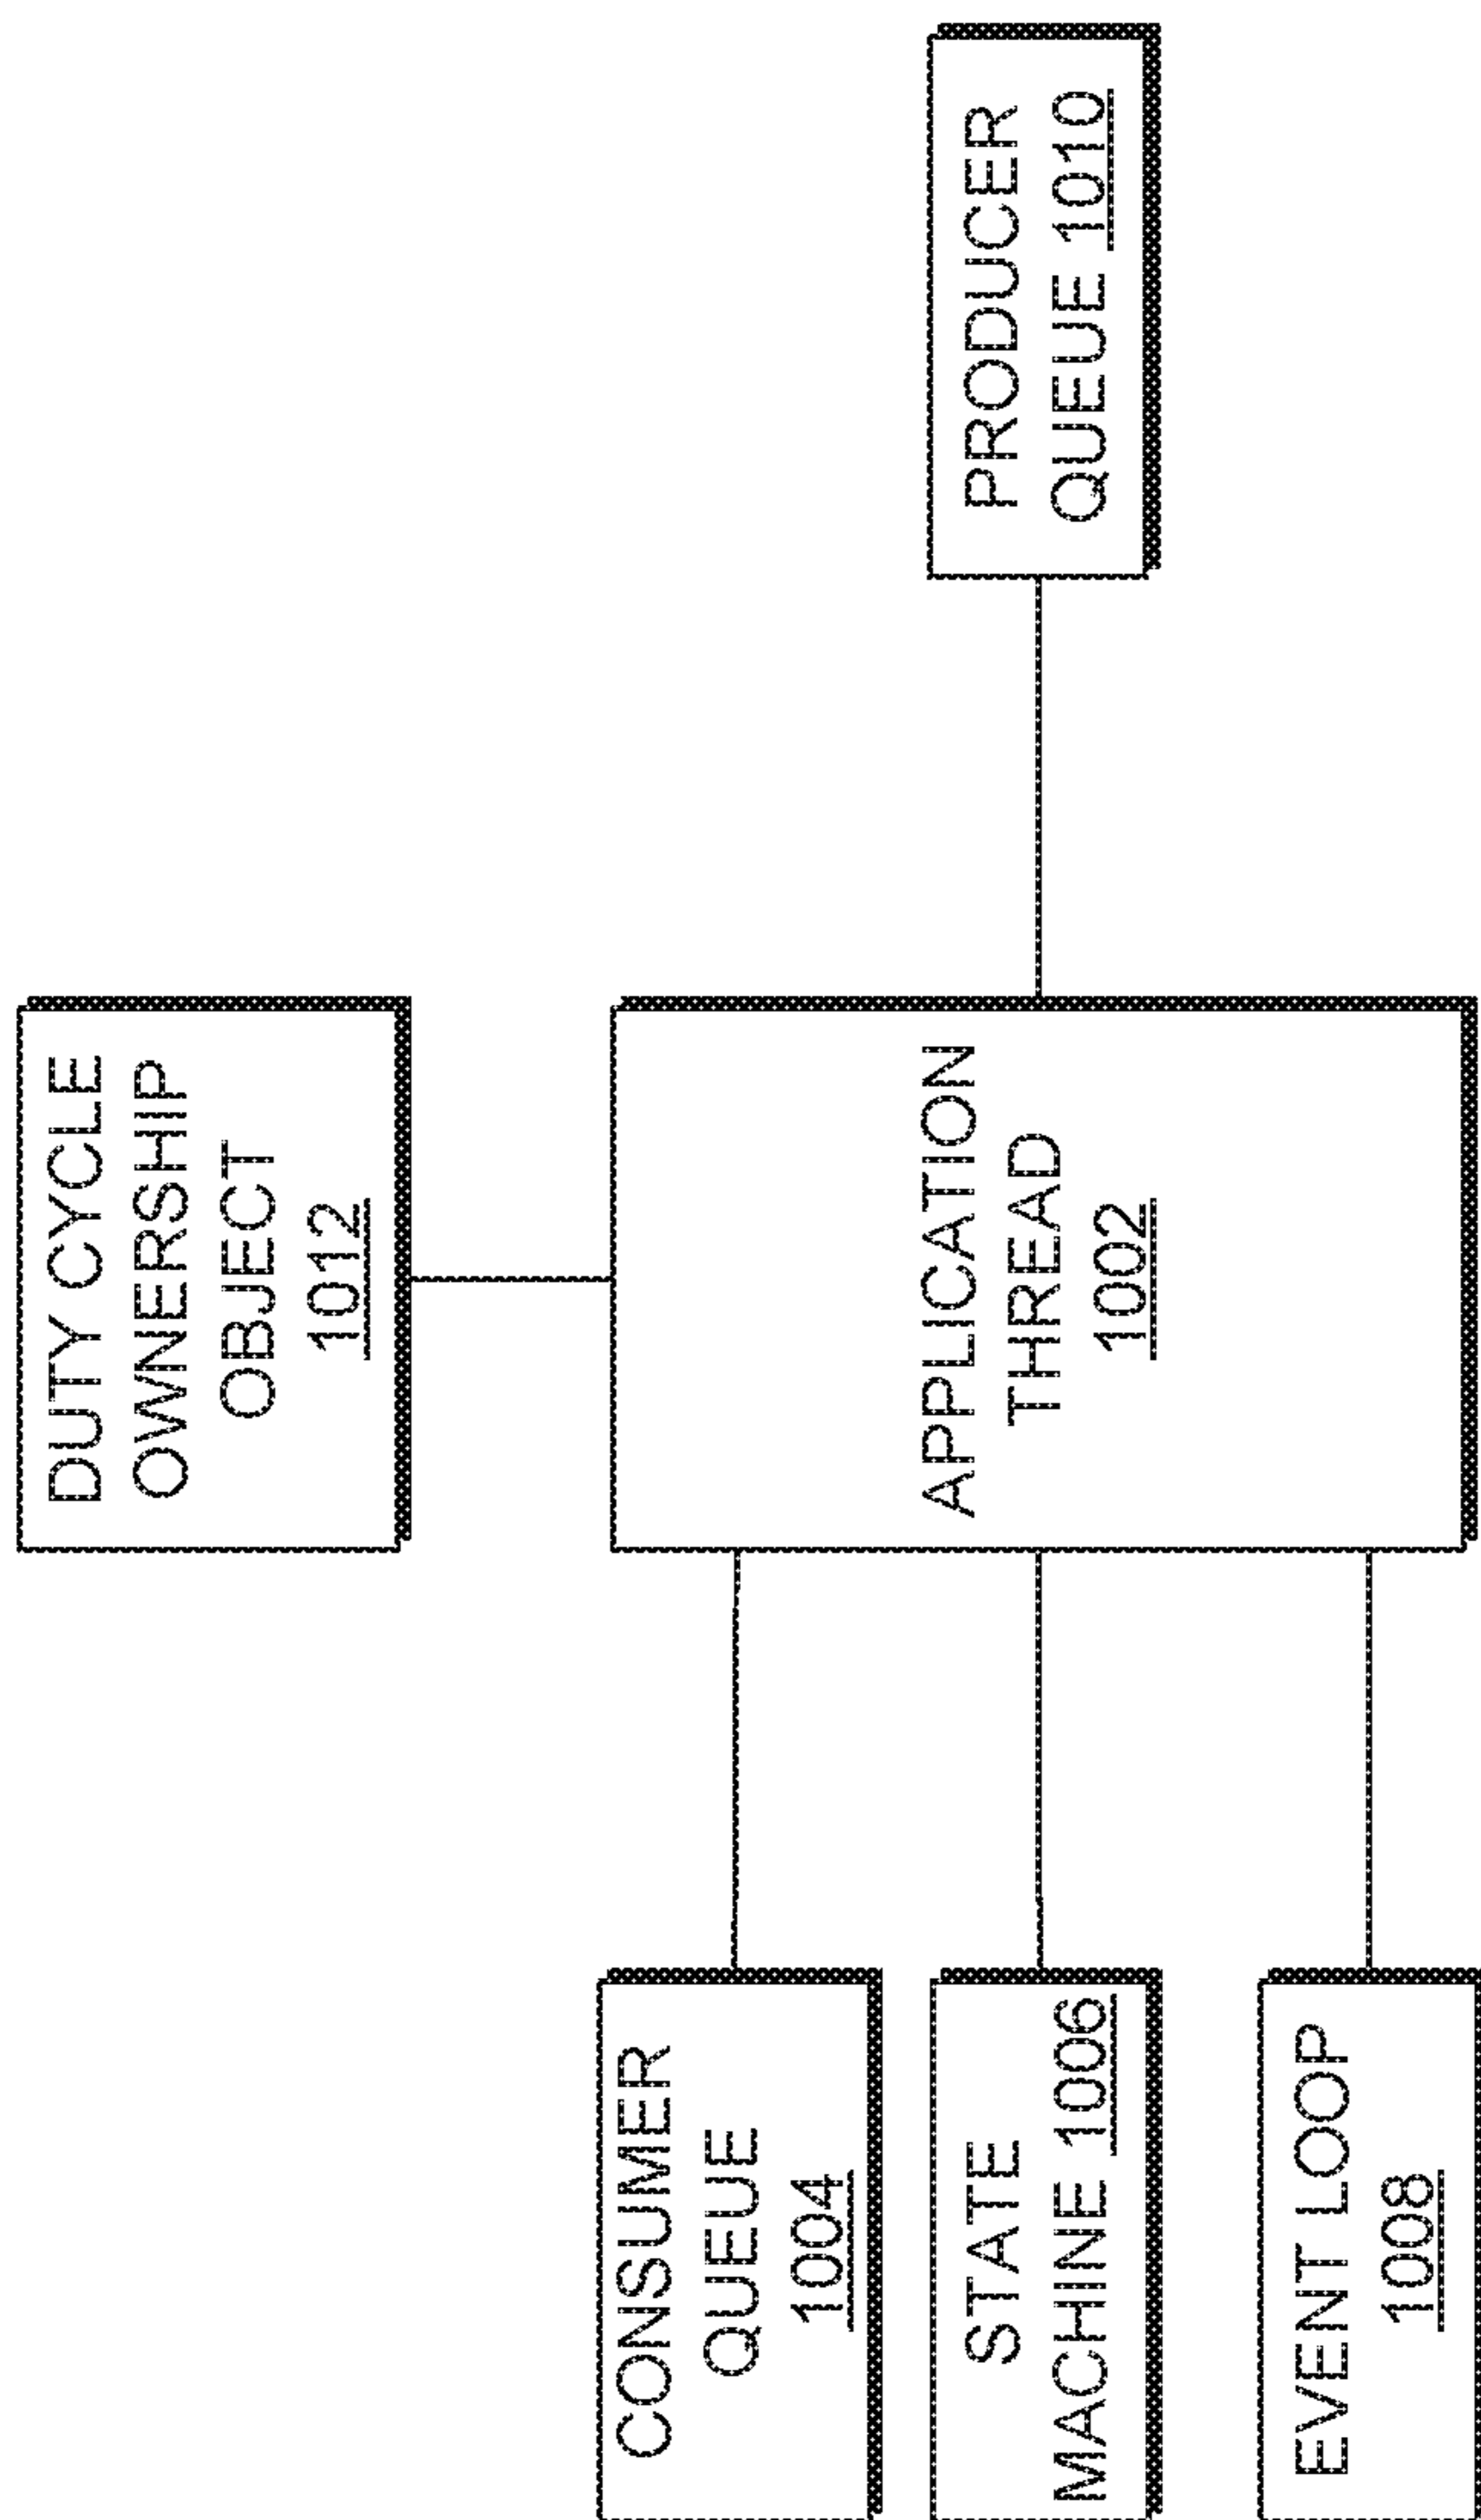 DUTY CYCLE
OWNERSHIP
OBJECT
1012
CONSUMER
QUEUE
1004
STATE
MACHINE 1006
EVENT LOOP
1008
APPLICATION
THREAD
1002
PRODUCER
QUEUE 1010